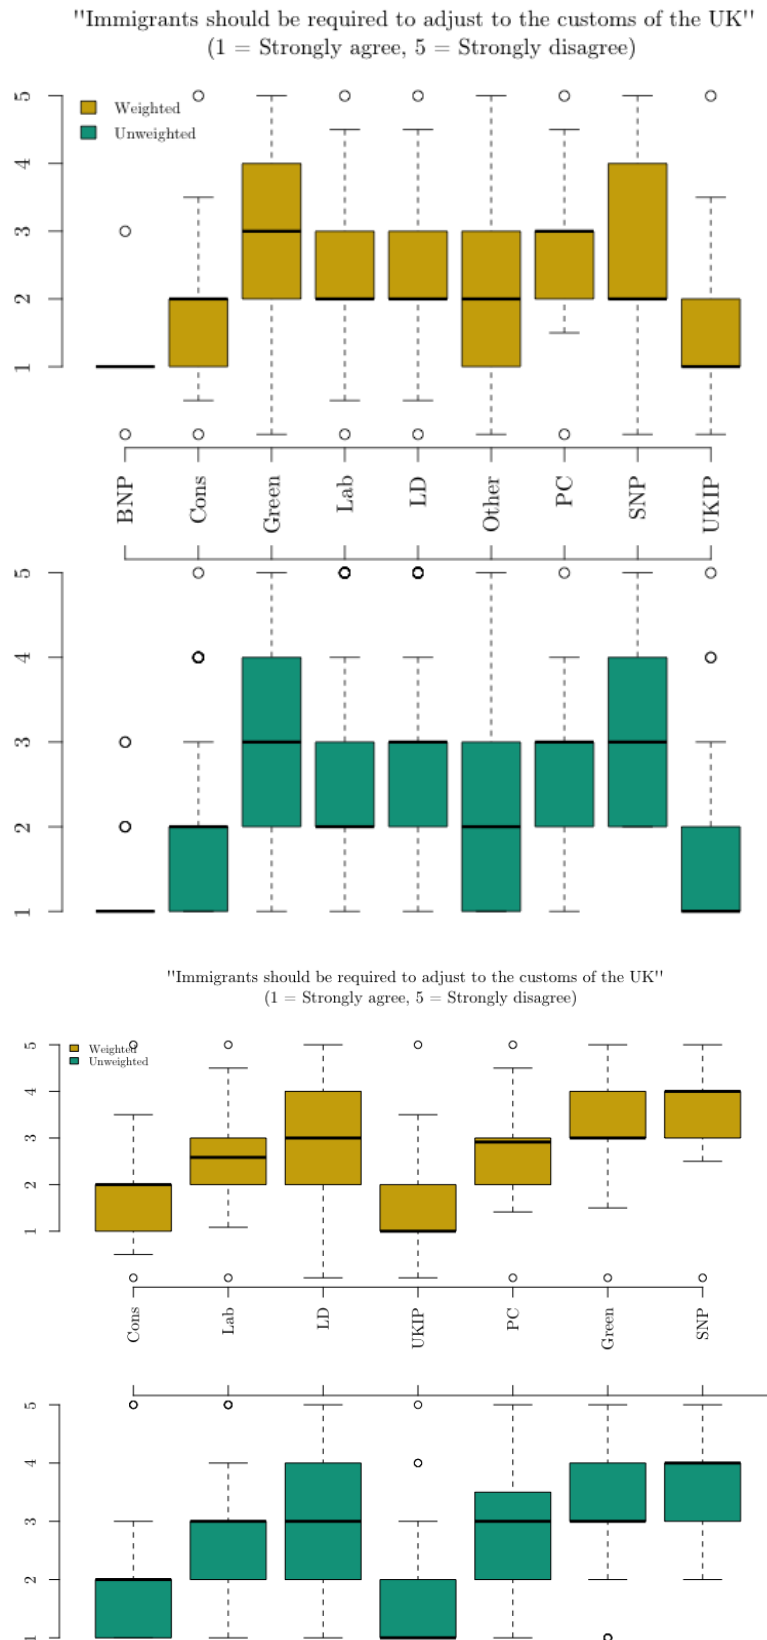 "Immigrants should be required to adjust to the customs of the UK"
(1 = Strongly agree, 5 = Strongly disagree)
5
4
3
2
1
Weighted
Unweighted
BNP
Cons
Green
Lab
LD
Other
PC
SNP
UKIP
5
4
3
2
1
"Immigrants should be required to adjust to the customs of the UK"
(1 = Strongly agree, 5 = Strongly disagree)
5
4
3
2
1
Weighted
Unweighted
Cons
Lab
LD
UKIP
PC
Green
SNP
5
4
3
2
1